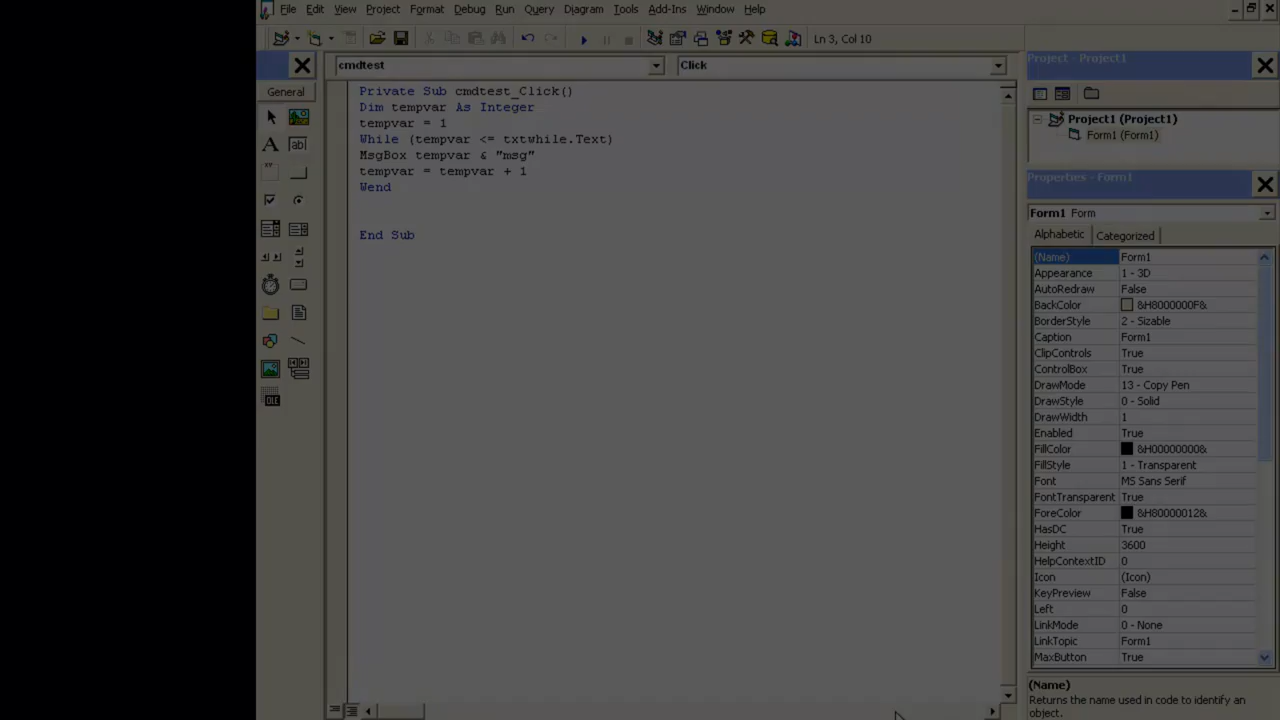 File Edit View Project Format Debug Run Query Diagram Tools Add-Ins Window Help
Ln 3, Col 10
cmdtest Click
General
Private Sub cmdtest_Click()
Dim tempvar As Integer
tempvar = 1
While (tempvar <= txtwhile.Text)
MsgBox tempvar & "msg"
tempvar = tempvar + 1
Wend
End Sub
A ab|
OLE
Project - Project1
Project1 (Project1)
Form1 (Form1)
Properties - Form1
Form1 Form
Alphabetic Categorized
(Name) Form1
Appearance 1 - 3D
AutoRedraw False
BackColor &H8000000F&
BorderStyle 2 - Sizable
Caption Form1
ClipControls True
ControlBox True
DrawMode 13 - Copy Pen
DrawStyle 0 - Solid
DrawWidth 1
Enabled True
FillColor &H00000000&
FillStyle 1 - Transparent
Font MS Sans Serif
FontTransparent True
ForeColor &H80000012&
HasDC True
Height 3600
HelpContextID 0
Icon (Icon)
KeyPreview False
Left 0
LinkMode 0 - None
LinkTopic Form1
MaxButton True
(Name)
Returns the name used in code to identify an
object.